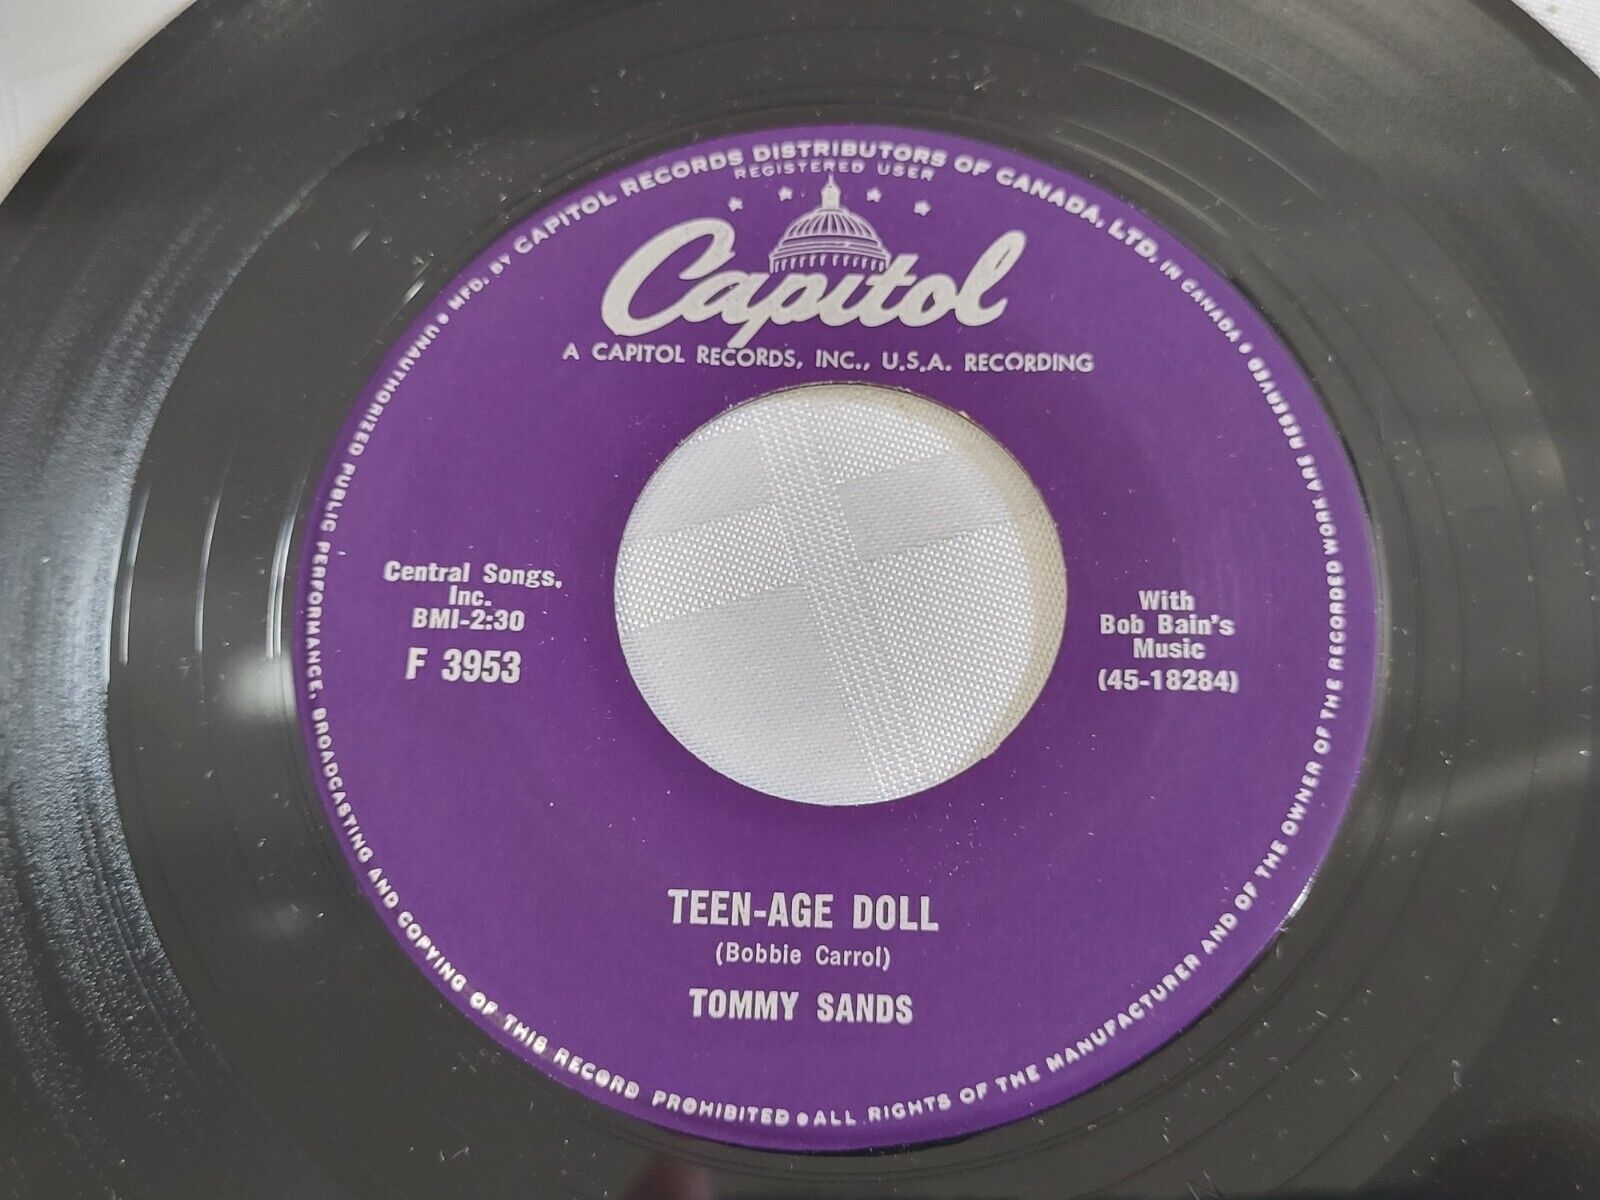 MFD. BY CAPITOL RECORDS DISTRIBUTORS OF CANADA, LTD, IN CANADA • ALL RIGHTS OF THE MANUFACTURER AND OF THE OWNER OF THE RECORDED WORK ARE RESERVED •
UNAUTHORIZED PUBLIC PERFORMANCE, BROADCASTING AND COPYING OF THIS RECORD PROHIBITED •
REGISTERED USER
Capitol
A CAPITOL RECORDS, INC., U.S.A. RECORDING
Central Songs,
Inc.
BMI-2:30
F 3953
With
Bob Bain's
Music
(45-18284)
TEEN-AGE DOLL
(Bobbie Carrol)
TOMMY SANDS